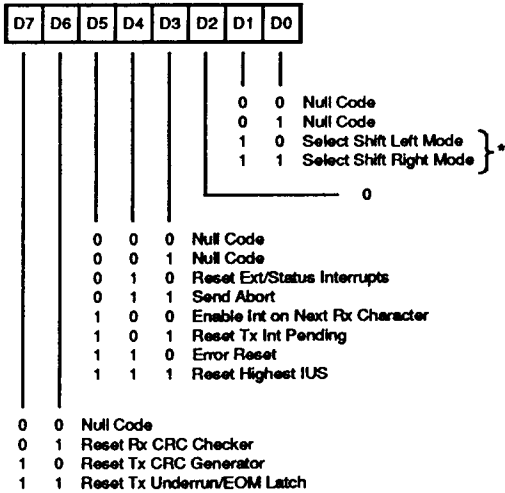 D7 D6 D5 D4 D3 D2 D1 D0
0 0 Null Code
0 1 Null Code
1 0 Select Shift Left Mode
1 1 Select Shift Right Mode
*
0
0 0 0 Null Code
0 0 1 Null Code
0 1 0 Reset Ext/Status Interrupts
0 1 1 Send Abort
1 0 0 Enable Int on Next Rx Character
1 0 1 Reset Tx Int Pending
1 1 0 Error Reset
1 1 1 Reset Highest IUS
0 0 Null Code
0 1 Reset Rx CRC Checker
1 0 Reset Tx CRC Generator
1 1 Reset Tx Underrun/EOM Latch